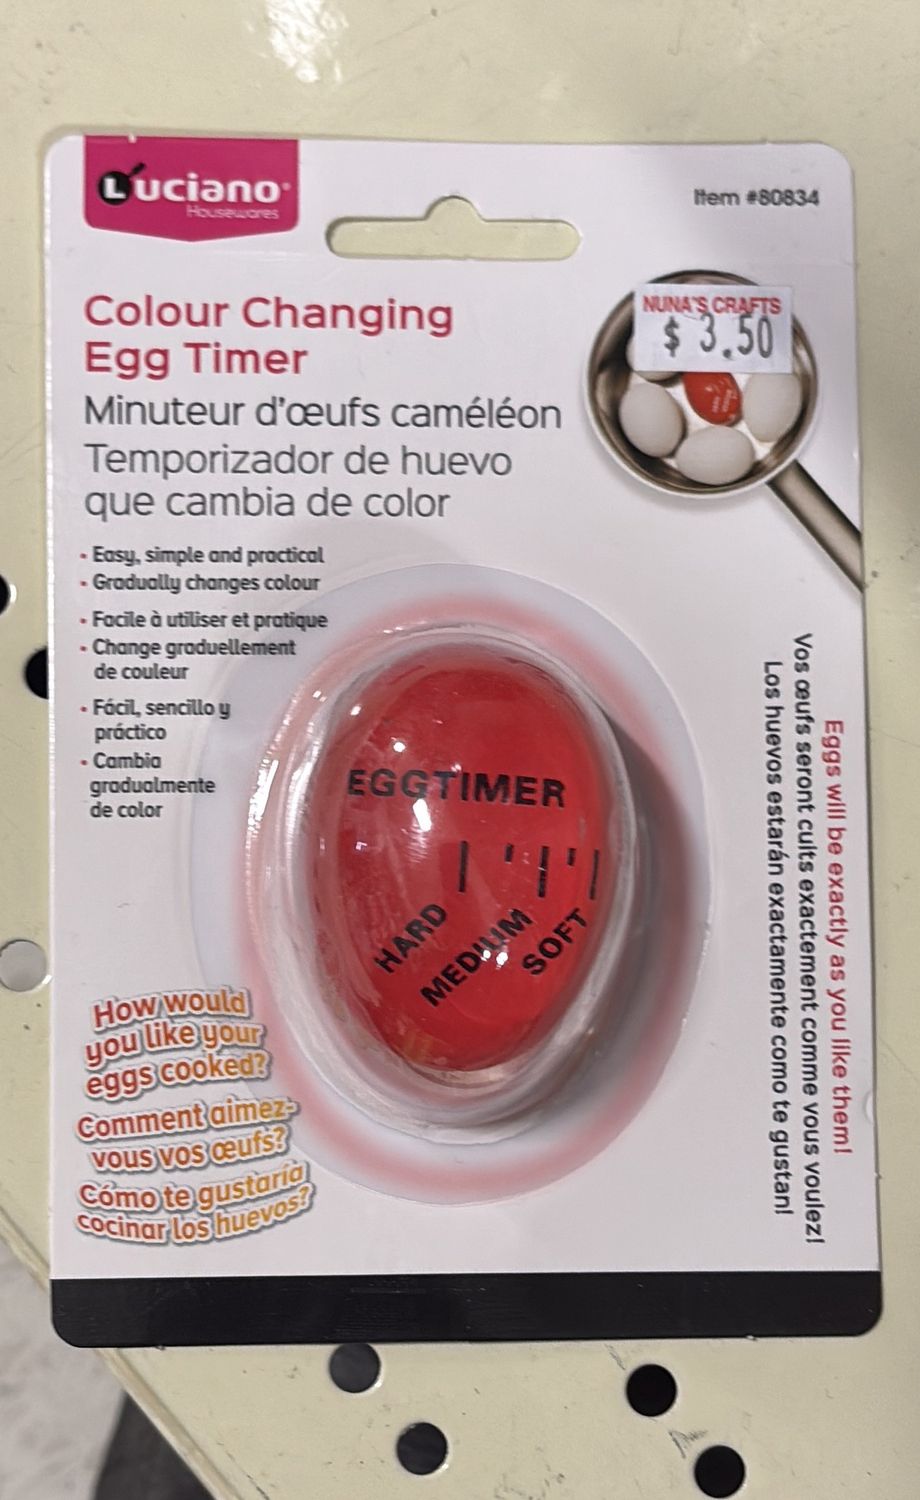 Luciano
Housewares
Item #80834
Colour Changing
Egg Timer
Minuteur d'œufs caméléon
Temporizador de huevo
que cambia de color
NUNA'S CRAFTS
$ 3.50
• Easy, simple and practical
• Gradually changes colour
• Facile à utiliser et pratique
• Change graduellement
de couleur
• Fácil, sencillo y
práctico
• Cambia
gradualmente
de color
EGGTIMER
HARD
MEDIUM
SOFT
How would
you like your
eggs cooked?
Comment aimez-
vous vos œufs?
Cómo te gustaría
cocinar los huevos?
Eggs will be exactly as you like them!
Vos œufs seront cuits exactement comme vous voulez!
Los huevos estarán exactamente como te gustan!